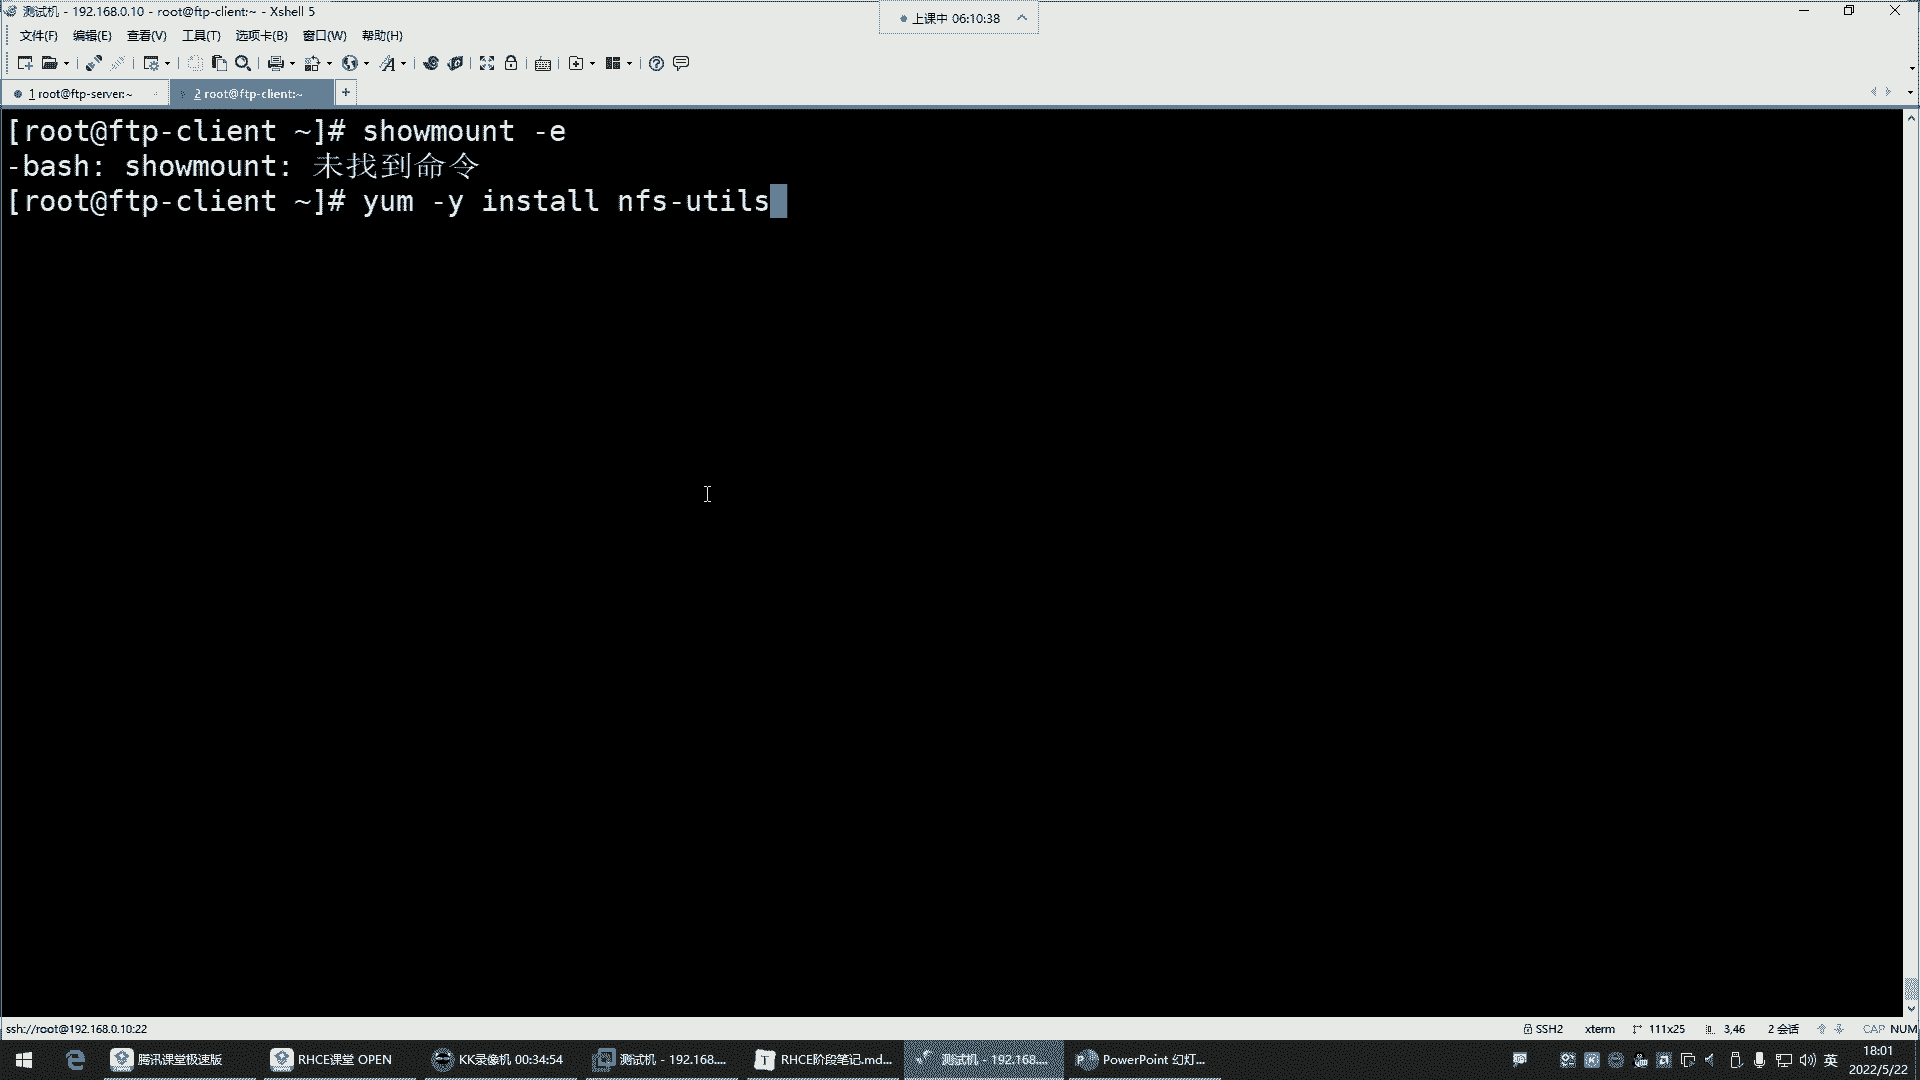 测试机 - 192.168.0.10 - root@ftp-client:~ - Xshell 5
上课中 06:10:38
文件(F) 编辑(E) 查看(V) 工具(T) 选项卡(B) 窗口(W) 帮助(H)
1 root@ftp-server:~ 2 root@ftp-client:~ +
[root@ftp-client ~]# showmount -e
-bash: showmount: 未找到命令
[root@ftp-client ~]# yum -y install nfs-utils
ssh://root@192.168.0.10:22 SSH2 xterm 111x25 3,46 2 会话 CAP NUM
腾讯课堂极速版 RHCE课堂 OPEN KK录像机 00:34:54 测试机 - 192.168.... RHCE阶段笔记.md... 测试机 - 192.168.... PowerPoint 幻灯... 英 18:01
2022/5/22